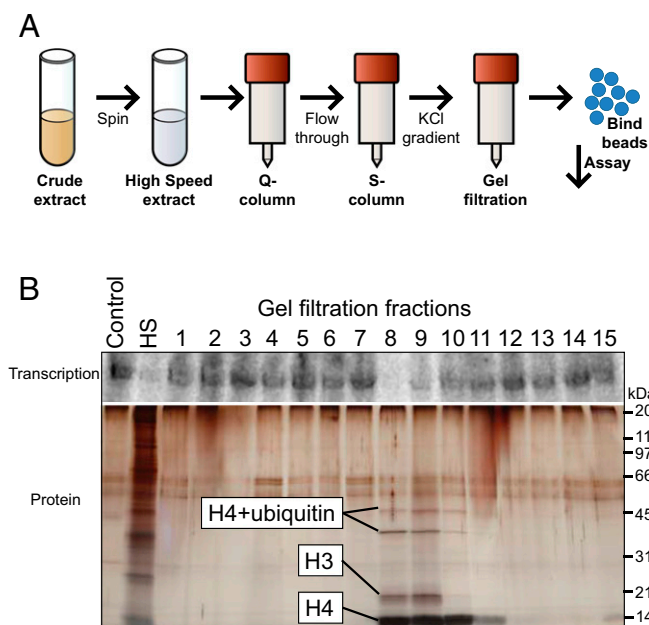 A
Spin
Flow
through
KCl
gradient
Bind
beads
Assay
Crude
extract
High Speed
extract
Q-
column
S-
column
Gel
filtration
B
Control
HS
Gel filtration fractions
1 2 3 4 5 6 7 8 9 10 11 12 13 14 15
Transcription
Protein
H4+ubiquitin
H3
H4
97
66
45
31
21
14